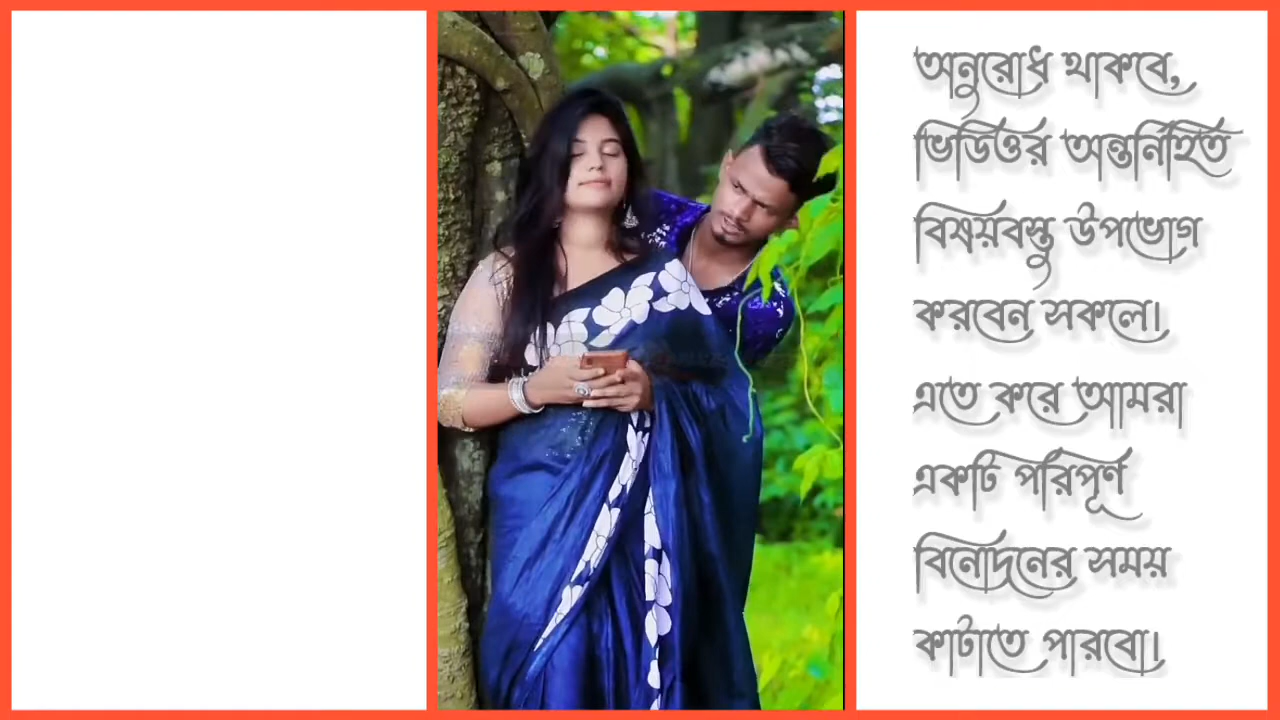 অনুরোধ থাকবে,
ভিডিওর অন্তর্নিহিত
বিষয়বস্তু উপভোগ
করবেন সকলে।
এতে করে আমরা
একটি পরিপূর্ণ
বিনোদনের সময়
কাটাতে পারবো।